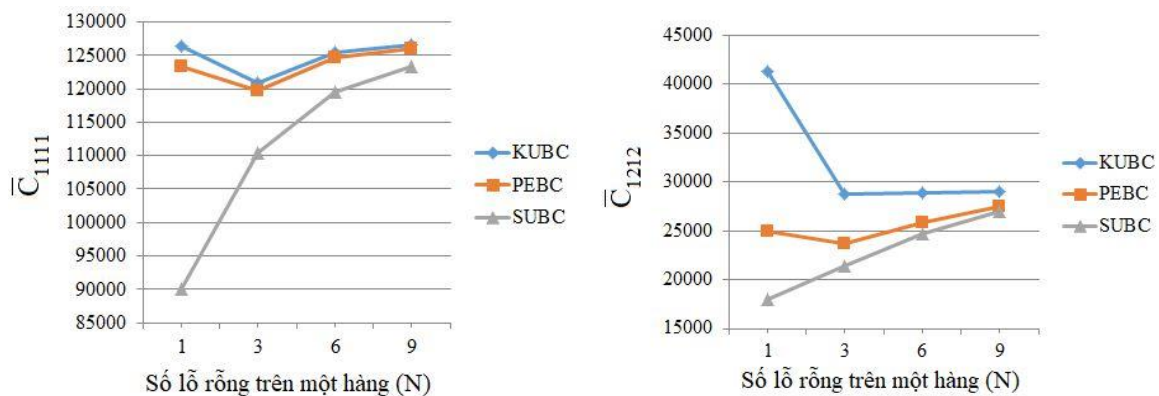 130000
125000
120000
115000
110000
105000
100000
95000
90000
85000
C̅1111
1 3 6 9
Số lỗ rỗng trên một hàng (N)
KUBC
PEBC
SUBC
45000
40000
35000
30000
25000
20000
15000
C̅1212
1 3 6 9
Số lỗ rỗng trên một hàng (N)
KUBC
PEBC
SUBC